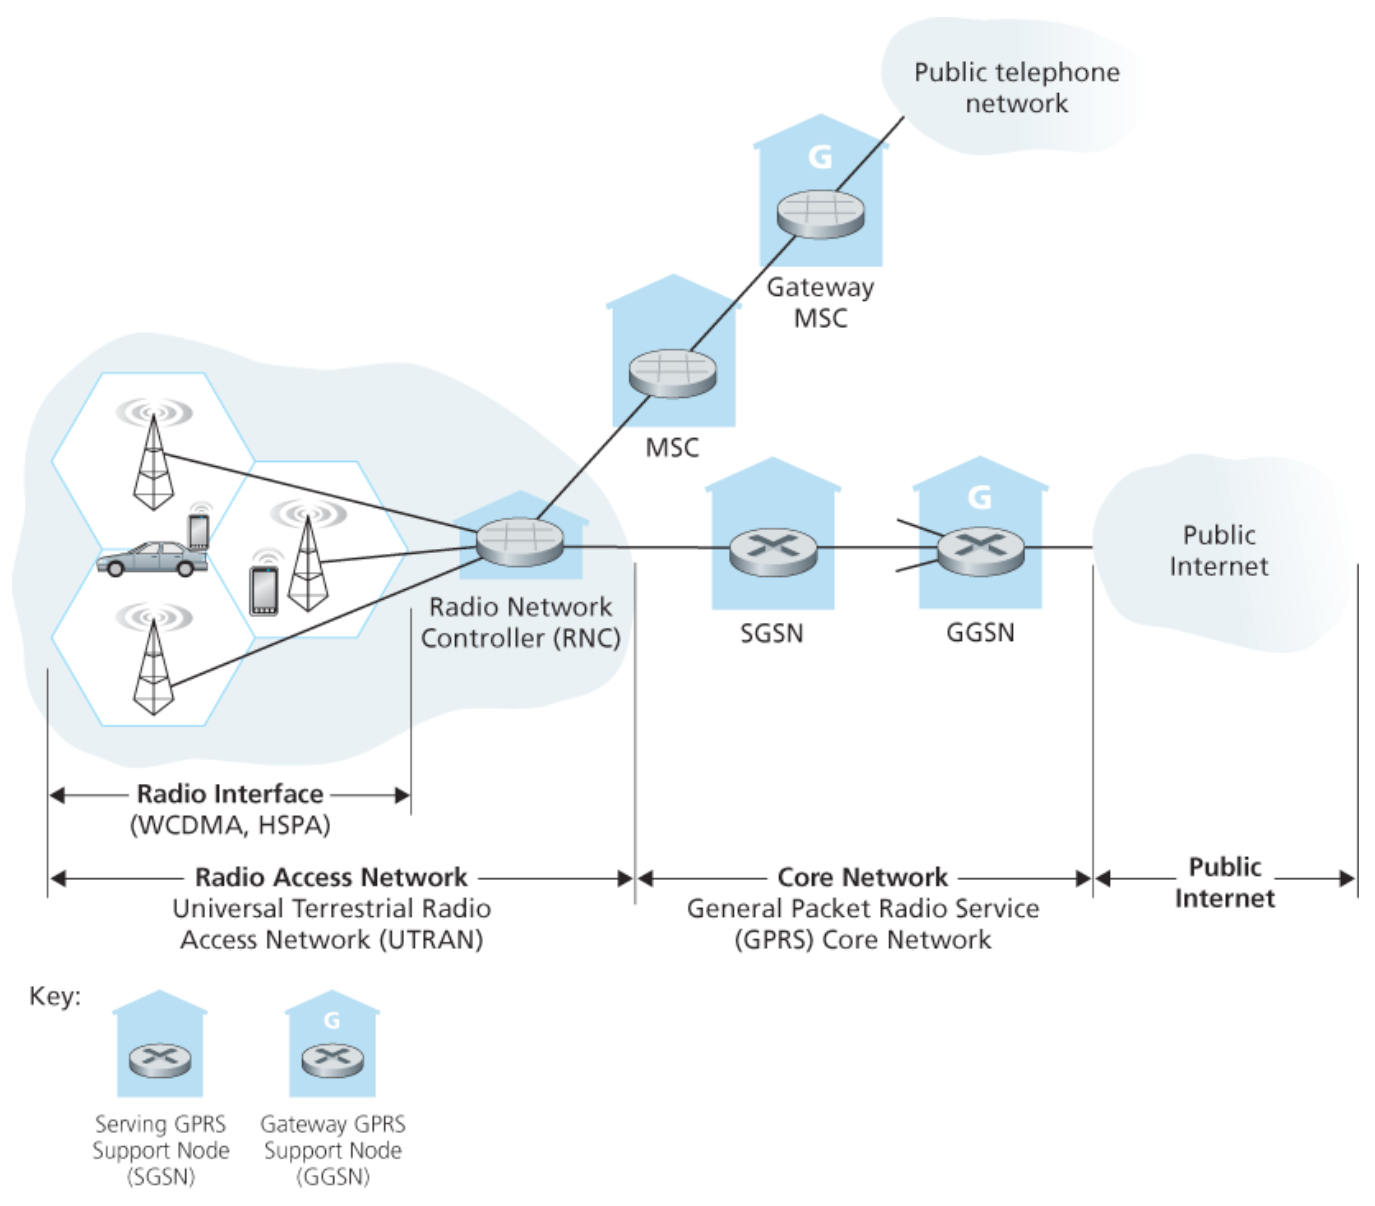 Public telephone
network
G
Gateway
MSC
MSC
G
Public
Internet
Radio Network
Controller (RNC)
SGSN
GGSN
Radio Interface
(WCDMA, HSPA)
Radio Access Network
Universal Terrestrial Radio
Access Network (UTRAN)
Core Network
General Packet Radio Service
(GPRS) Core Network
Public
Internet
Key:
G
Serving GPRS
Support Node
(SGSN)
Gateway GPRS
Support Node
(GGSN)